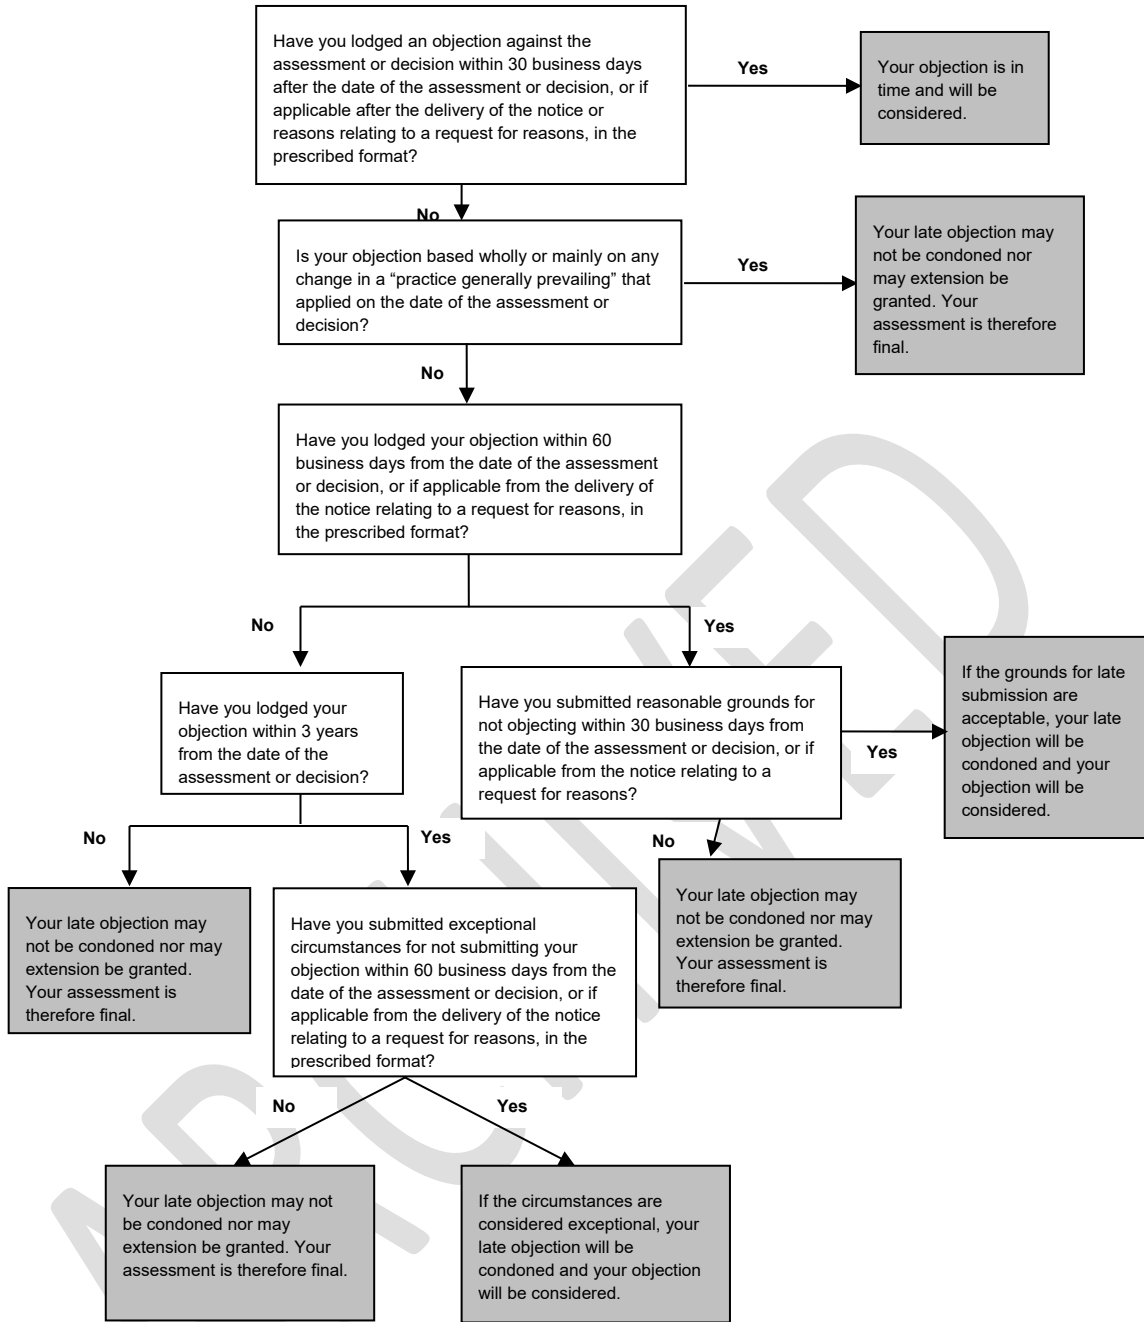 Have you lodged an objection against the
assessment or decision within 30 business days
after the date of the assessment or decision, or if
applicable after the delivery of the notice or
reasons relating to a request for reasons, in the
prescribed format?
Yes
Your objection is in
time and will be
considered.
No
Is your objection based wholly or mainly on any
change in a “practice generally prevailing” that
applied on the date of the assessment or
decision?
Yes
Your late objection may
not be condoned nor
may extension be
granted. Your
assessment is therefore
final.
No
Have you lodged your objection within 60
business days from the date of the assessment
or decision, or if applicable from the delivery of
the notice relating to a request for reasons, in
the prescribed format?
No
Yes
Have you lodged your
objection within 3 years
from the date of the
assessment or decision?
Have you submitted reasonable grounds for
not objecting within 30 business days from
the date of the assessment or decision, or if
applicable from the notice relating to a
request for reasons?
Yes
If the grounds for late
submission are
acceptable, your late
objection will be
condoned and your
objection will be
considered.
No
Yes
No
Your late objection may
not be condoned nor may
extension be granted.
Your assessment is
therefore final.
Have you submitted exceptional
circumstances for not submitting your
objection within 60 business days from the
date of the assessment or decision, or if
applicable from the delivery of the notice
relating to a request for reasons, in the
prescribed format?
Your late objection may
not be condoned nor may
extension be granted.
Your assessment is
therefore final.
No
Yes
Your late objection may not
be condoned nor may
extension be granted. Your
assessment is therefore final.
If the circumstances are
considered exceptional, your
late objection will be
condoned and your objection
will be considered.
ARCHIVED